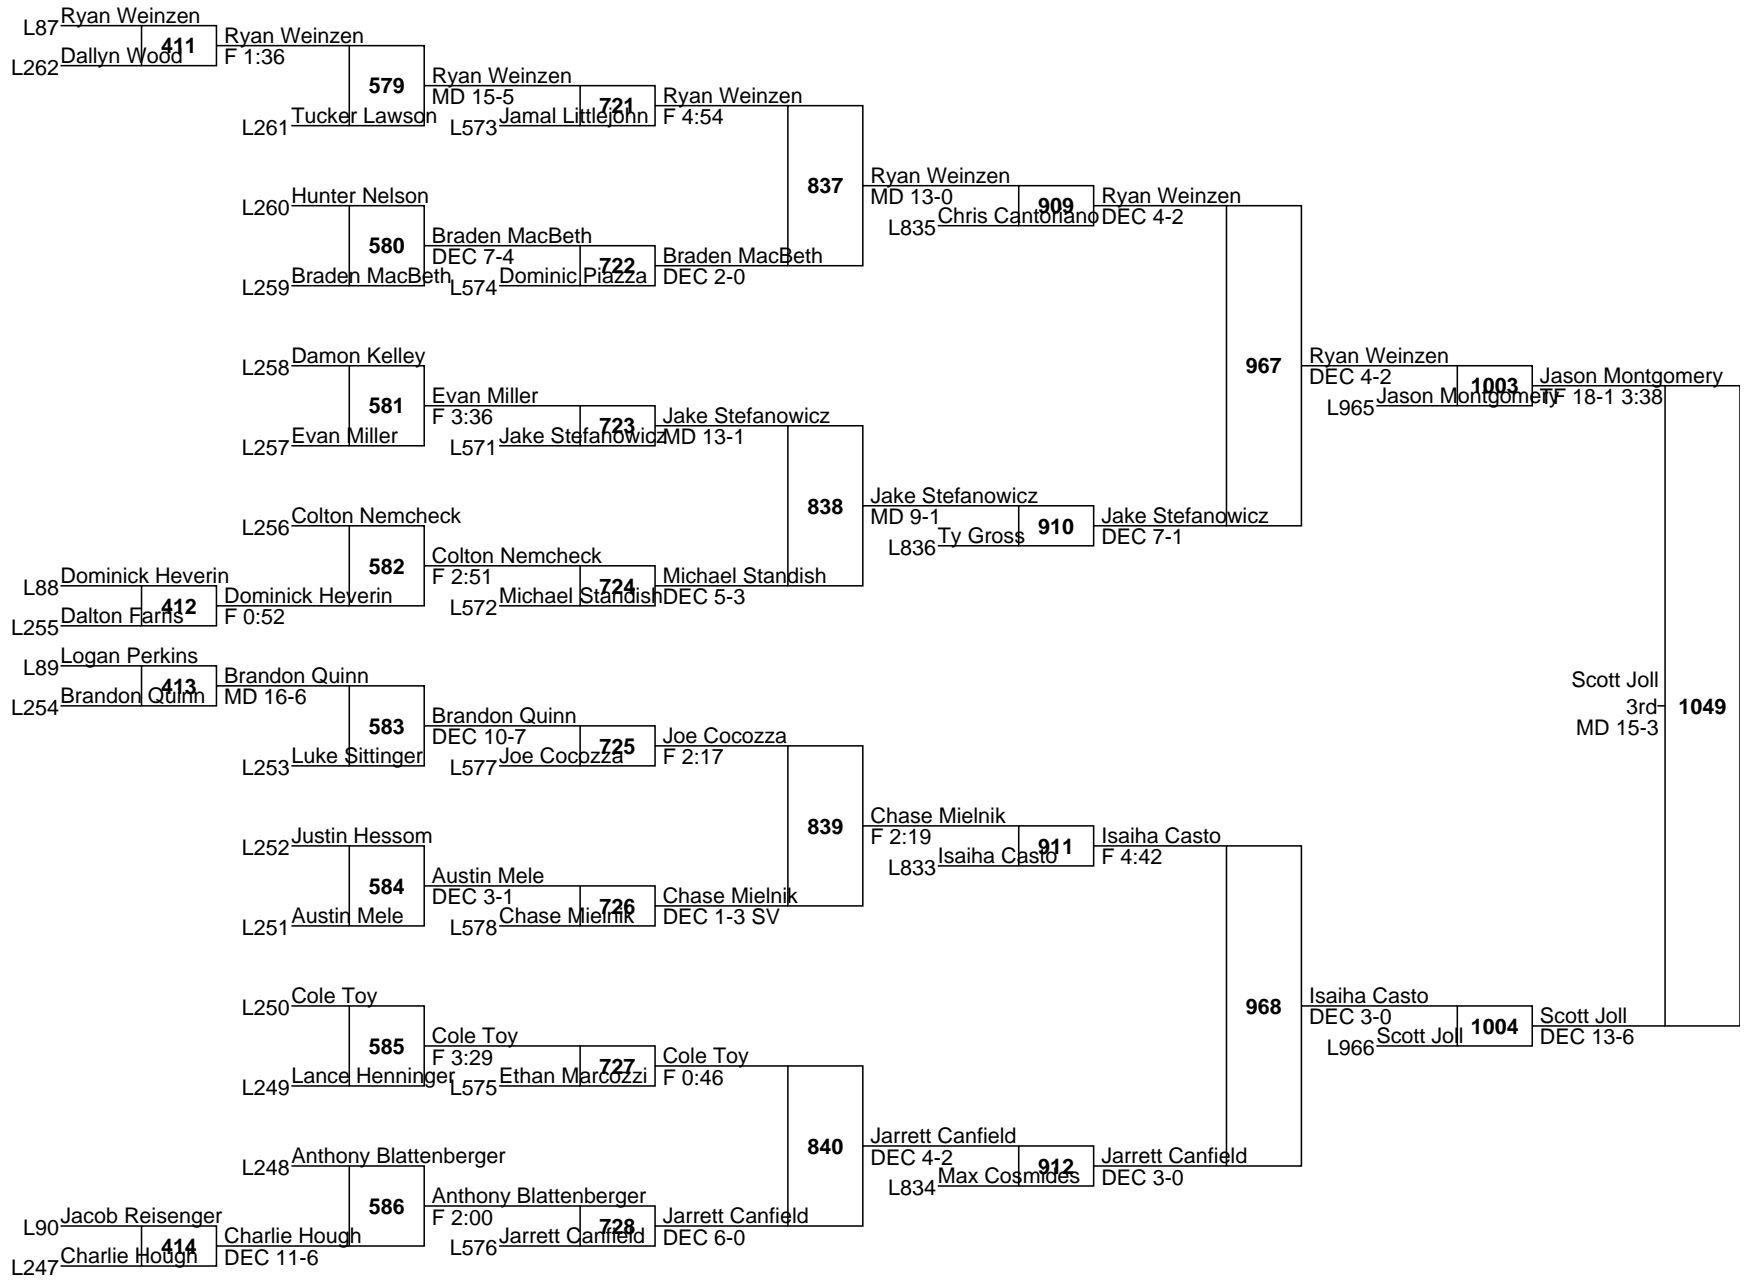 L87 Ryan Weinzen
411
L262 Dallyn Wood
Ryan Weinzen
F 1:36
579
L261 Tucker Lawson
Ryan Weinzen
MD 15-5
721
L573 Jamal Littlejohn
Ryan Weinzen
F 4:54
837
L260 Hunter Nelson
580
L259 Braden MacBeth
Braden MacBeth
DEC 7-4
722
L574 Dominic Piazza
Braden MacBeth
DEC 2-0
Ryan Weinzen
MD 13-0
909
L835 Chris Cantoriano
Ryan Weinzen
DEC 4-2
967
L258 Damon Kelley
581
L257 Evan Miller
Evan Miller
F 3:36
723
L571 Jake Stefanowicz
Jake Stefanowicz
MD 13-1
838
L256 Colton Nemcheck
582
L88 Dominick Heverin
412
L255 Dalton Farris
Dominick Heverin
F 0:52
Colton Nemcheck
F 2:51
724
L572 Michael Standish
Michael Standish
DEC 5-3
Jake Stefanowicz
MD 9-1
910
L836 Ty Gross
Jake Stefanowicz
DEC 7-1
Ryan Weinzen
DEC 4-2
1003
L965 Jason Montgomery
Jason Montgomery
TF 18-1 3:38
L89 Logan Perkins
413
L254 Brandon Quinn
Brandon Quinn
MD 16-6
583
L253 Luke Sittinger
Brandon Quinn
DEC 10-7
725
L577 Joe Cocozza
Joe Cocozza
F 2:17
839
L252 Justin Hessom
584
L251 Austin Mele
Austin Mele
DEC 3-1
726
L578 Chase Mielnik
Chase Mielnik
DEC 1-3 SV
Chase Mielnik
F 2:19
911
L833 Isaiha Casto
Isaiha Casto
F 4:42
968
L250 Cole Toy
585
L249 Lance Henninger
Cole Toy
F 3:29
727
L575 Ethan Marcozzi
Cole Toy
F 0:46
840
L248 Anthony Blattenberger
586
L90 Jacob Reisenger
414
L247 Charlie Hough
Charlie Hough
DEC 11-6
Anthony Blattenberger
F 2:00
728
L576 Jarrett Canfield
Jarrett Canfield
DEC 6-0
Jarrett Canfield
DEC 4-2
912
L834 Max Cosmides
Jarrett Canfield
DEC 3-0
Isaiha Casto
DEC 3-0
1004
L966 Scott Joll
Scott Joll
DEC 13-6
Scott Joll
3rd
MD 15-3
1049